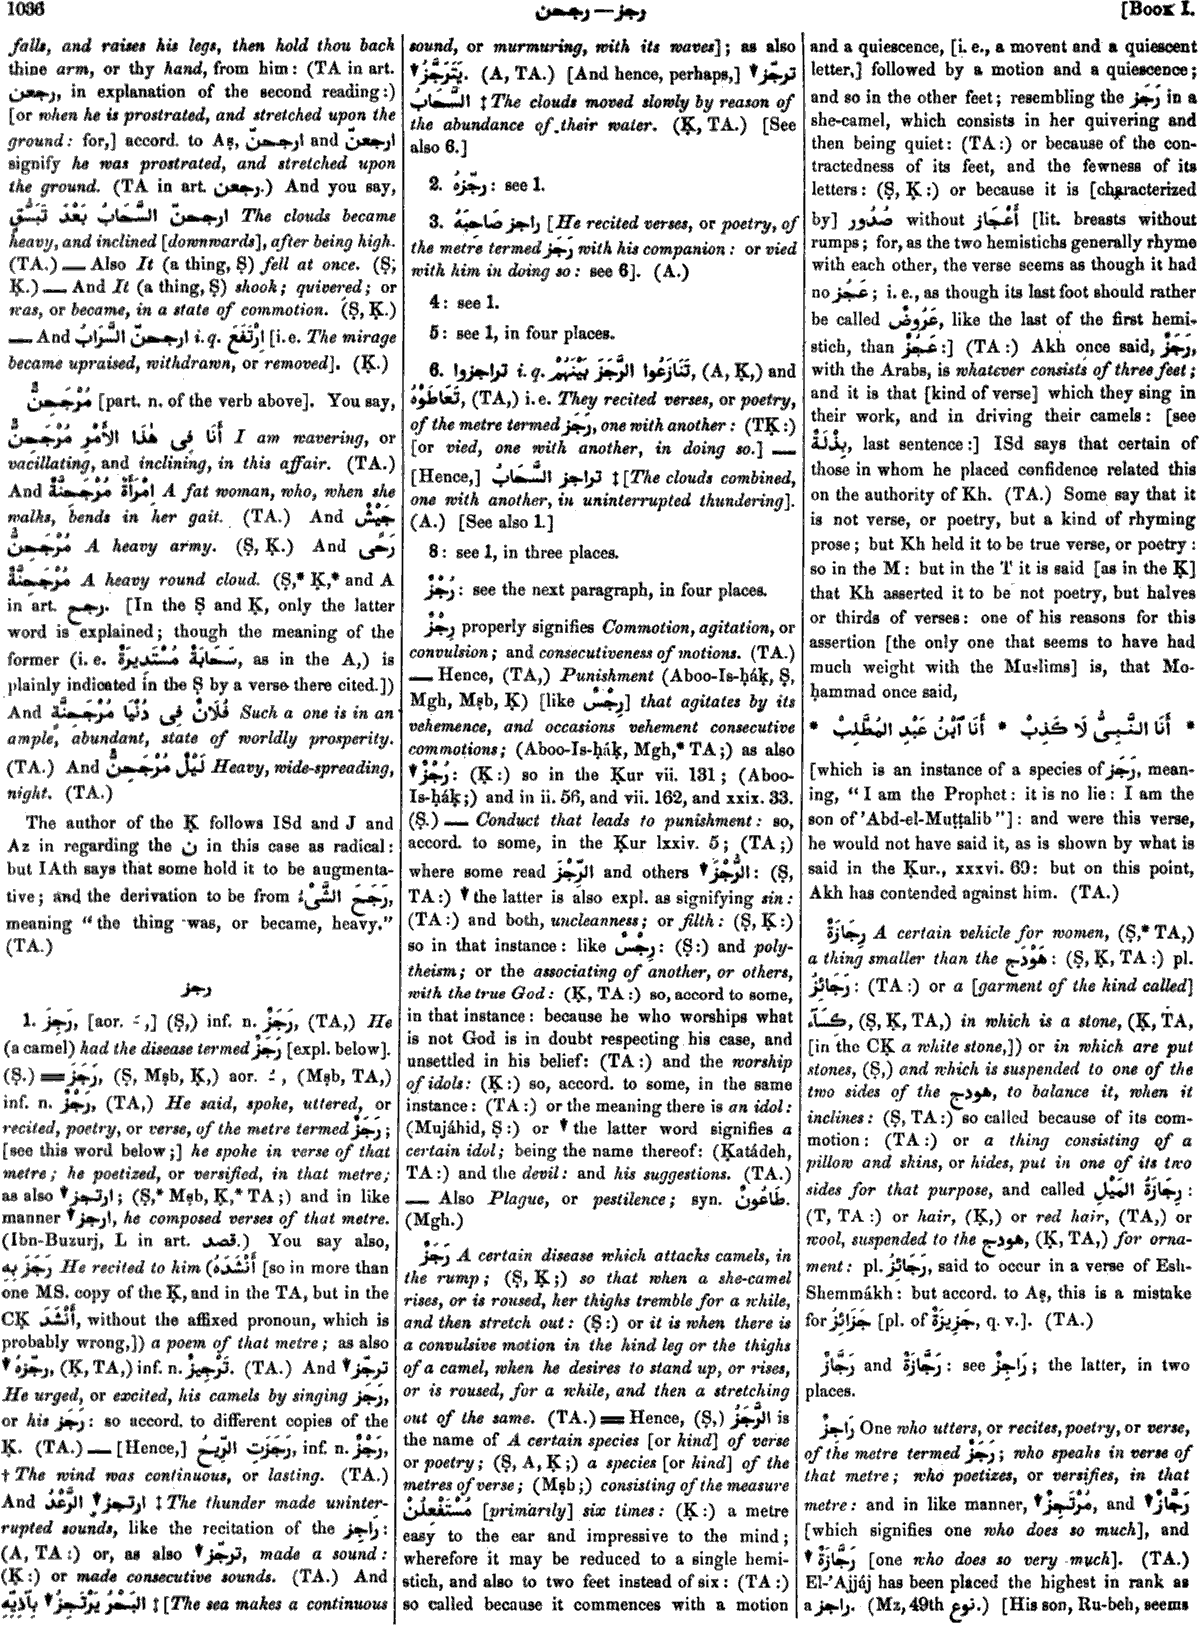 1036
رجز — رجحن
[Book I.
falls, and raises his legs, then hold thou back
thine arm, or thy hand, from him: (TA in art.
رجعن, in explanation of the second reading:)
[or when he is prostrated, and stretched upon the
ground: for,] accord. to Aṣ, ارجحنّ and ارجعنّ
signify he was prostrated, and stretched upon
the ground. (TA in art. رجعن.) And you say,
ارجحنّ السَّحَابُ بَعْدَ تَبَسُّقٍ The clouds became
heavy, and inclined [downwards], after being high.
(TA.) — Also It (a thing, Ṣ) fell at once. (Ṣ,
Ḳ.) — And It (a thing, Ṣ) shook; quivered; or
was, or became, in a state of commotion. (Ṣ, Ḳ.)
— And ارجحنّ السَّرَابُ i. q. اِرْتَفَعَ [i. e. The mirage
became upraised, withdrawn, or removed]. (Ḳ.)
مُرْجَحِنٌّ [part. n. of the verb above]. You say,
أَنَا فِى هٰذَا الأَمْرِ مُرْجَحِنٌّ I am wavering, or
vacillating, and inclining, in this affair. (TA.)
And اِمْرَأَةٌ مُرْجَحِنَّةٌ A fat woman, who, when she
walks, bends in her gait. (TA.) And جَيْشٌ
مُرْجَحِنٌّ A heavy army. (Ṣ, Ḳ.) And رَحًى
مُرْجَحِنَّةٌ A heavy round cloud. (Ṣ,* Ḳ,* and A
in art. رجح. [In the Ṣ and Ḳ, only the latter
word is explained; though the meaning of the
former (i. e. سَحَابَةٌ مُسْتَدِيرَةٌ, as in the A,) is
plainly indicated in the Ṣ by a verse there cited.])
And فُلَانٌ فِى دُنْيَا مُرْجَحِنَّةٍ Such a one is in an
ample, abundant, state of worldly prosperity.
(TA.) And لَيْلٌ مُرْجَحِنٌّ Heavy, wide-spreading,
night. (TA.)
The author of the Ḳ follows ISd and J and
Az in regarding the ن in this case as radical:
but IAth says that some hold it to be augmenta-
tive; and the derivation to be from رَجَحَ الشَّىْءُ,
meaning “the thing was, or became, heavy.”
(TA.)
رجز
1. رَجِزَ, [aor. ـَ,] (Ṣ,) inf. n. رَجَزٌ, (TA,) He
(a camel) had the disease termed رَجَز [expl. below].
(Ṣ.) = رَجَزَ, (Ṣ, Mṣb, Ḳ,) aor. ـُ, (Mṣb, TA,)
inf. n. رَجْزٌ, (TA,) He said, spoke, uttered, or
recited, poetry, or verse, of the metre termed رَجَز;
[see this word below;] he spoke in verse of that
metre; he poetized, or versified, in that metre;
as also ▼ارتجز; (Ṣ,* Mṣb, Ḳ,* TA;) and in like
manner ▼ارجز, he composed verses of that metre.
(Ibn-Buzurj, L in art. قصد.) You say also,
رَجَزَ بِهِ He recited to him (أَنْشَدَهُ [so in more than
one MS. copy of the Ḳ, and in the TA, but in the
CḲ أَنْشَدَ, without the affixed pronoun, which is
probably wrong,]) a poem of that metre; as also
▼رجّزهُ, (Ḳ, TA,) inf. n. تَرْجِيزٌ. (TA.) And ▼ترجّز
He urged, or excited, his camels by singing رَجَز,
or his رَجَز: so accord. to different copies of the
Ḳ. (TA.) — [Hence,] رَجَزَتِ الرِّيحُ, inf. n. رَجْزٌ,
† The wind was continuous, or lasting. (TA.)
And ▼ارتجز الرَّعْدُ ‡ The thunder made uninter-
rupted sounds, like the recitation of the رَاجِز:
(A, TA:) or, as also ▼ترجّز, made a sound:
(Ḳ:) or made consecutive sounds. (TA.) And
البَحْرُ يَرْتَجِزُ▼ بِآذِيِّهِ ‡ [The sea makes a continuous
sound, or murmuring, with its waves]; as also
▼يَتَرَجَّزُ. (A, TA.) [And hence, perhaps,] ▼ترجّز
السَّحَابُ ‡ The clouds moved slowly by reason of
the abundance of their water. (Ḳ, TA.) [See
also 6.]
2. رجّزهُ: see 1.
3. راجز صَاحِبَهُ [He recited verses, or poetry, of
the metre termed رَجَز with his companion: or vied
with him in doing so: see 6]. (A.)
4: see 1.
5: see 1, in four places.
6. تراجزوا i. q. تَنَازَعُوا الرَّجَزَ بَيْنَهُمْ, (A, Ḳ,) and
تَعَاطَوْهُ, (TA,) i. e. They recited verses, or poetry,
of the metre termed رَجَز, one with another: (TḲ:)
[or vied, one with another, in doing so.] —
[Hence,] تراجز السَّحَابُ ‡ [The clouds combined,
one with another, in uninterrupted thundering].
(A.) [See also 1.]
8: see 1, in three places.
رُجْزٌ: see the next paragraph, in four places.
رِجْزٌ properly signifies Commotion, agitation, or
convulsion; and consecutiveness of motions. (TA.)
— Hence, (TA,) Punishment (Aboo-Is-ḥáḳ, Ṣ,
Mgh, Mṣb, Ḳ) [like رِجْسٌ] that agitates by its
vehemence, and occasions vehement consecutive
commotions; (Aboo-Is-ḥáḳ, Mgh,* TA;) as also
▼رُجْزٌ: (Ḳ:) so in the Ḳur vii. 131; (Aboo-
Is-ḥáḳ;) and in ii. 56, and vii. 162, and xxix. 33.
(Ṣ.) — Conduct that leads to punishment: so,
accord. to some, in the Ḳur lxxiv. 5; (TA;)
where some read الرِّجْزَ and others ▼الرُّجْزَ: (Ṣ,
TA:) ▼the latter is also expl. as signifying sin:
(TA:) and both, uncleanness; or filth: (Ṣ, Ḳ:)
so in that instance: like رِجْسٌ: (Ṣ:) and poly-
theism; or the associating of another, or others,
with the true God: (Ḳ, TA:) so, accord to some,
in that instance: because he who worships what
is not God is in doubt respecting his case, and
unsettled in his belief: (TA:) and the worship
of idols: (Ḳ:) so, accord. to some, in the same
instance: (TA:) or the meaning there is an idol:
(Mujáhid, Ṣ:) or ▼the latter word signifies a
certain idol; being the name thereof: (Ḳatádeh,
TA:) and the devil: and his suggestions. (TA.)
— Also Plague, or pestilence; syn. طَاعُونٌ.
(Mgh.)
رَجَزٌ A certain disease which attacks camels, in
the rump; (Ṣ, Ḳ;) so that when a she-camel
rises, or is roused, her thighs tremble for a while,
and then stretch out: (Ṣ:) or it is when there is
a convulsive motion in the hind leg or the thighs
of a camel, when he desires to stand up, or rises,
or is roused, for a while, and then a stretching
out of the same. (TA.) = Hence, (Ṣ,) الرَّجَزُ is
the name of A certain species [or kind] of verse
or poetry; (Ṣ, A, Ḳ;) a species [or kind] of the
metres of verse; (Mṣb;) consisting of the measure
مُسْتَفْعِلُنْ [primarily] six times: (Ḳ:) a metre
easy to the ear and impressive to the mind;
wherefore it may be reduced to a single hemi-
stich, and also to two feet instead of six: (TA:)
so called because it commences with a motion
and a quiescence, [i. e., a movent and a quiescent
letter,] followed by a motion and a quiescence;
and so in the other feet; resembling the رَجَز in a
she-camel, which consists in her quivering and
then being quiet: (TA:) or because of the con-
tractedness of its feet, and the fewness of its
letters: (Ṣ, Ḳ:) or because it is [characterized
by] صُدُور without أَعْجَاز [lit. breasts without
rumps; for, as the two hemistichs generally rhyme
with each other, the verse seems as though it had
no عَجُز; i. e., as though its last foot should rather
be called عَرُوضٌ, like the last of the first hemi-
stich, than عَجُزٌ:] (TA:) Akh once said, رَجَزٌ,
with the Arabs, is whatever consists of three feet;
and it is that [kind of verse] which they sing in
their work, and in driving their camels: [see
بِذْلَةٌ, last sentence:] ISd says that certain of
those in whom he placed confidence related this
on the authority of Kh. (TA.) Some say that it
is not verse, or poetry, but a kind of rhyming
prose; but Kh held it to be true verse, or poetry:
so in the M: but in the T it is said [as in the Ḳ]
that Kh asserted it to be not poetry, but halves
or thirds of verses: one of his reasons for this
assertion [the only one that seems to have had
much weight with the Muslims] is, that Mo-
ḥammad once said,
* أَنَا النَّبِىُّ لَا كَذِبْ * أَنَا ٱبْنُ عَبْدِ المُطَّلِبْ *
[which is an instance of a species of رَجَز, mean-
ing, “I am the Prophet: it is no lie: I am the
son of ’Abd-el-Muṭṭalib”]: and were this verse,
he would not have said it, as is shown by what is
said in the Ḳur., xxxvi. 69: but on this point,
Akh has contended against him. (TA.)
رِجَازَةٌ A certain vehicle for women, (Ṣ,* TA,)
a thing smaller than the هَوْدَج: (Ṣ, Ḳ, TA:) pl.
رَجَائِزُ: (TA:) or a [garment of the kind called]
كِسَآء, (Ṣ, Ḳ, TA,) in which is a stone, (Ḳ, TA,
[in the CḲ a white stone,]) or in which are put
stones, (Ṣ,) and which is suspended to one of the
two sides of the هودج, to balance it, when it
inclines: (Ṣ, TA:) so called because of its com-
motion: (TA:) or a thing consisting of a
pillow and skins, or hides, put in one of its two
sides for that purpose, and called رِجَازَةُ المَيْلِ:
(T, TA:) or hair, (Ḳ,) or red hair, (TA,) or
wool, suspended to the هودج, (Ḳ, TA,) for orna-
ment: pl. رَجَائِزُ, said to occur in a verse of Esh-
Shemmákh: but accord. to Aṣ, this is a mistake
for جَزَائِزُ [pl. of جَزِيزَةٌ, q. v.]. (TA.)
رَجَّازٌ and رَجَّازَةٌ: see رَاجِزٌ; the latter, in two
places.
رَاجِزٌ One who utters, or recites, poetry, or verse,
of the metre termed رَجَزٌ; who speaks in verse of
that metre; who poetizes, or versifies, in that
metre: and in like manner, ▼مُرْتَجِزٌ, and ▼رَجَّازٌ
[which signifies one who does so much], and
▼رَجَّازَةٌ [one who does so very much]. (TA.)
El-’Ajjáj has been placed the highest in rank as
a راجز. (Mz, 49th نوع.) [His son, Ru-beh, seems